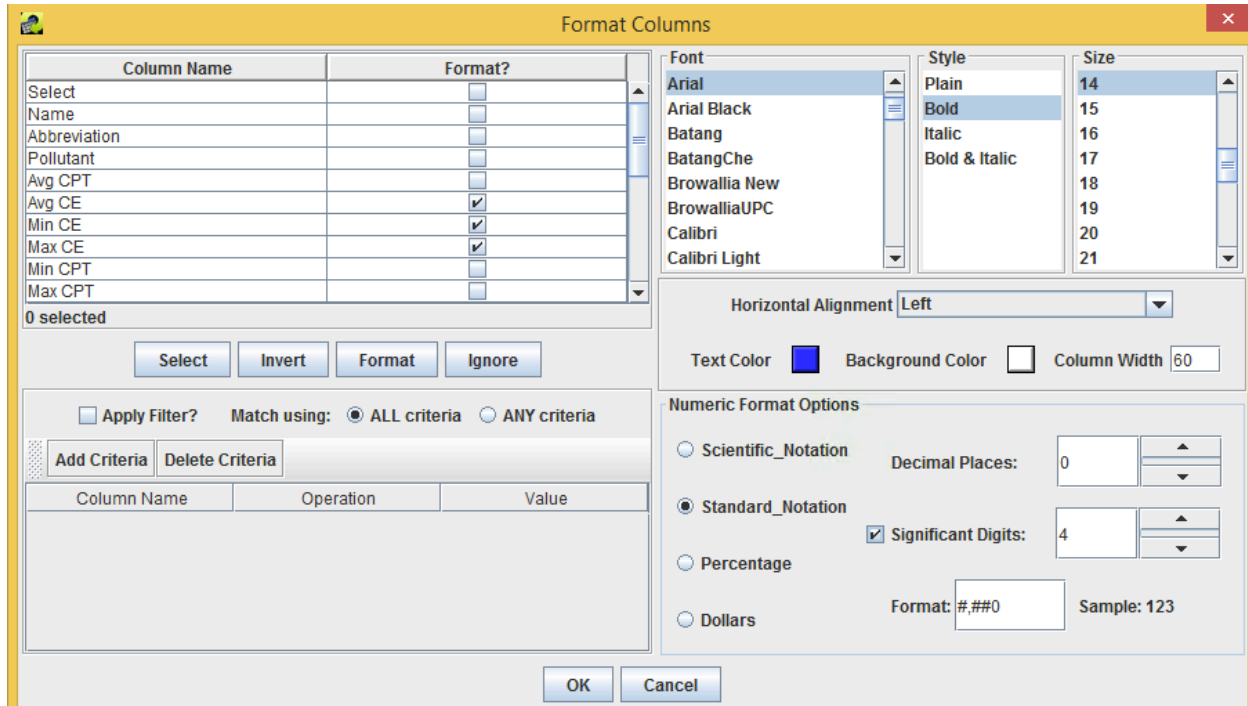 Format Columns
Column Name Format?
Select
Name
Abbreviation
Pollutant
Avg CPT
Avg CE
Min CE
Max CE
Min CPT
Max CPT
0 selected
Select Invert Format Ignore
Apply Filter? Match using: ALL criteria ANY criteria
Add Criteria Delete Criteria
Column Name Operation Value
Font
Arial
Arial Black
Batang
BatangChe
Browallia New
BrowalliaUPC
Calibri
Calibri Light
Style
Plain
Bold
Italic
Bold & Italic
Size
14
15
16
17
18
19
20
21
Horizontal Alignment Left
Text Color Background Color Column Width 60
Numeric Format Options
Scientific_Notation
Standard_Notation
Percentage
Dollars
Decimal Places: 0
Significant Digits: 4
Format: #,##0 Sample: 123
OK Cancel